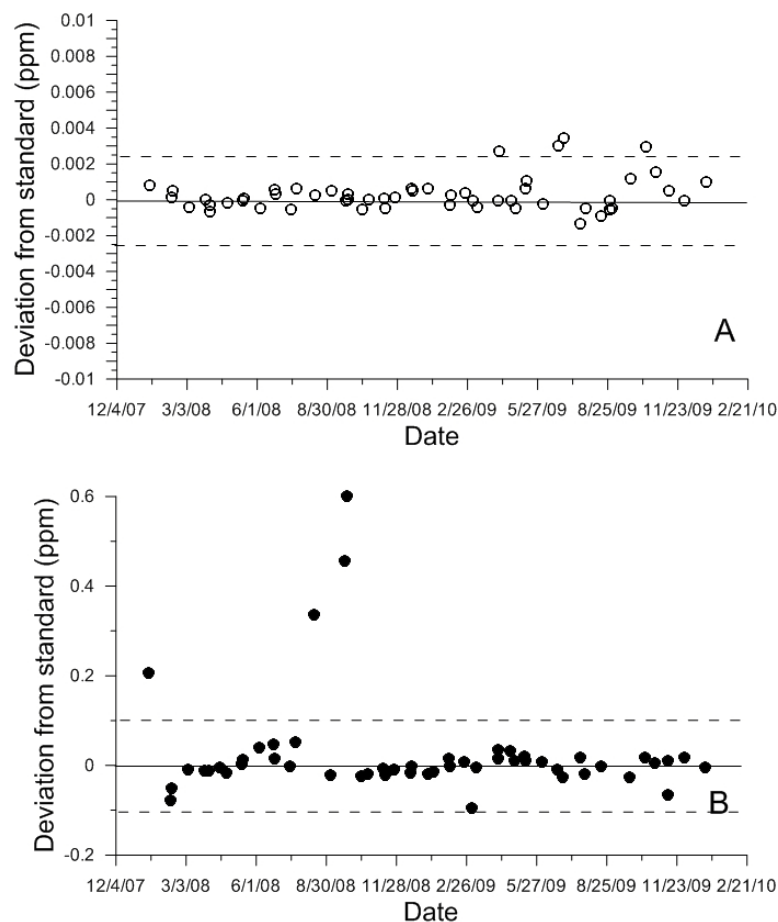 Deviation from standard (ppm)
0.01
0.008
0.006
0.004
0.002
0
-0.002
-0.004
-0.006
-0.008
-0.01
A
12/4/07 3/3/08 6/1/08 8/30/08 11/28/08 2/26/09 5/27/09 8/25/09 11/23/09 2/21/10
Date
Deviation from standard (ppm)
0.6
0.4
0.2
0
-0.2
B
12/4/07 3/3/08 6/1/08 8/30/08 11/28/08 2/26/09 5/27/09 8/25/09 11/23/09 2/21/10
Date